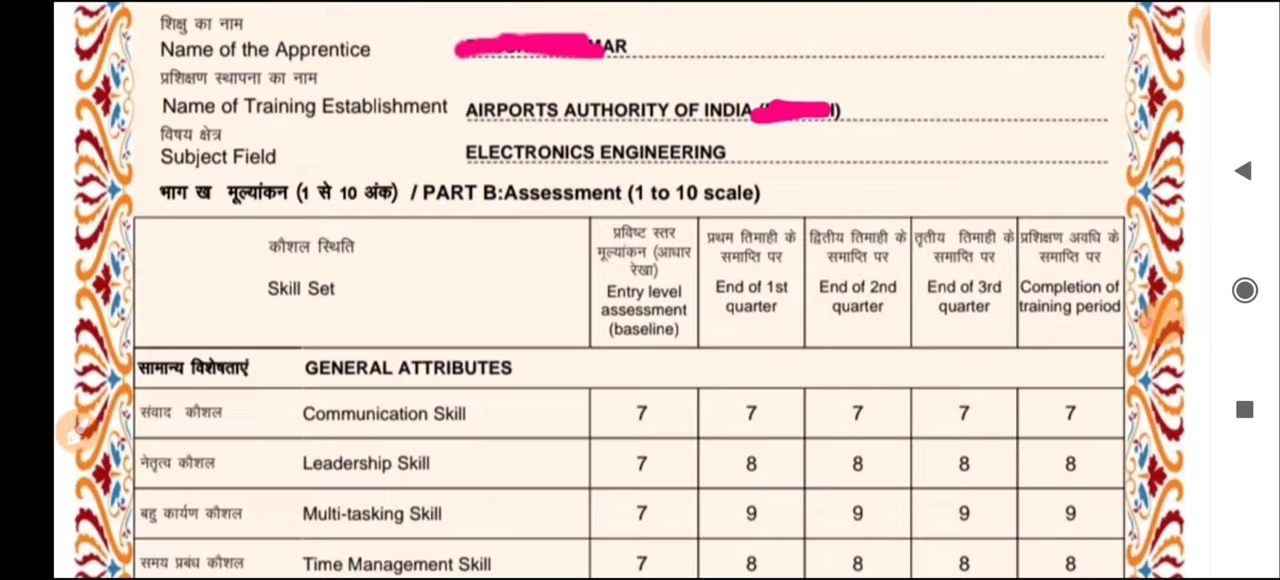 शिक्षु का नाम
Name of the Apprentice AR
प्रशिक्षण स्थापना का नाम
Name of Training Establishment AIRPORTS AUTHORITY OF INDIA
विषय क्षेत्र
Subject Field ELECTRONICS ENGINEERING
भाग ख मूल्यांकन (1 से 10 अंक) / PART B:Assessment (1 to 10 scale)
कौशल स्थिति
Skill Set
प्रविष्ट स्तर
मूल्यांकन (आधार
रेखा)
Entry level
assessment
(baseline)
प्रथम तिमाही के
समाप्ति पर
End of 1st
quarter
द्वितीय तिमाही के
समाप्ति पर
End of 2nd
quarter
तृतीय तिमाही के
समाप्ति पर
End of 3rd
quarter
प्रशिक्षण अवधि के
समाप्ति पर
Completion of
training period
सामान्य विशेषताएं GENERAL ATTRIBUTES
संवाद कौशल Communication Skill 7 7 7 7 7
नेतृत्व कौशल Leadership Skill 7 8 8 8 8
बहु कार्यण कौशल Multi-tasking Skill 7 9 9 9 9
समय प्रबंध कौशल Time Management Skill 7 8 8 8 8